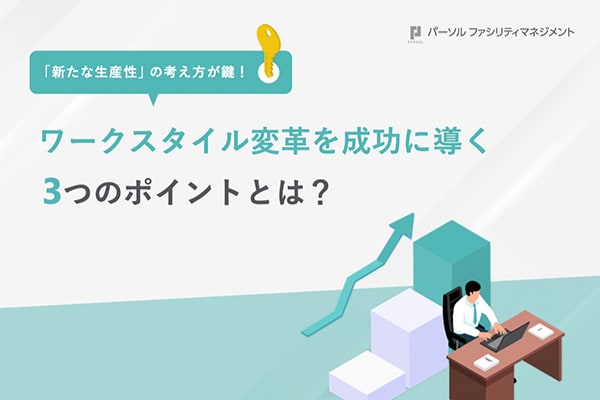 パーソル ファシリティマネジメント
PERSOL
「新たな生産性」の考え方が鍵！
ワークスタイル変革を成功に導く
3つのポイントとは？